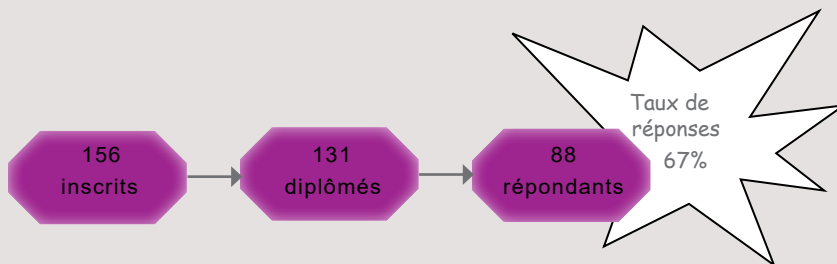 156
inscrits
131
diplômés
88
répondants
Taux de
réponses
67%